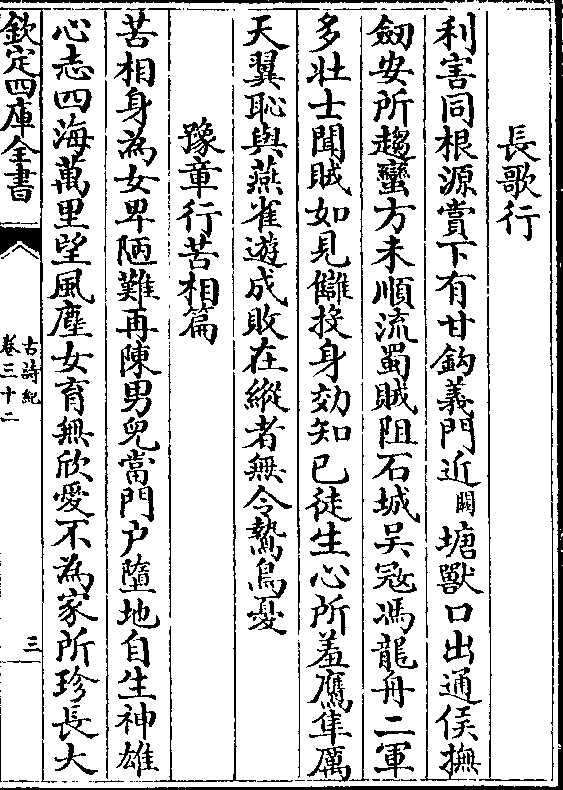 長歌行
利害同根源賞下有甘鈎義門近闕塘獸口出通侯撫
劒安所趨蠻方未順流蜀賊阻石城吳冦馮龍舟二軍
多壯士聞賊如見讎投身効知已徒生心所羞鷹隼厲
天翼恥與燕雀遊成敗在縱者無令鷙鳥憂
豫章行苦相篇
苦相身為女卑陋難再陳男兒當門户墮地自生神雄
心志四海萬里望風塵女育無欣愛不為家所珍長大
欽定四庫全書
古詩紀
卷三十二
三